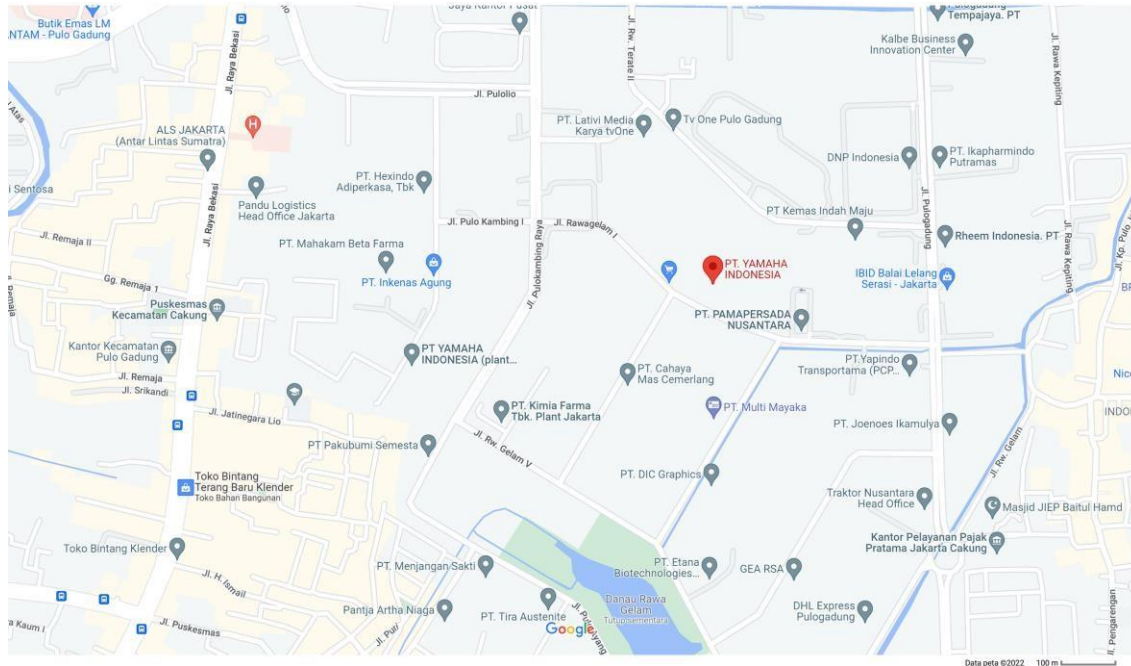 Butik Emas LM
NTAM - Pulo Gadung
Jaya Kantor Pusat
Pulogadung
Tempajaya. PT
Kalbe Business
Innovation Center
Jl. Raya Bekasi
Jl. Rw. Terate II
Jl. Rawa Kepiting
Jl. Pulolio
ALS JAKARTA
(Antar Lintas Sumatra)
PT. Lativi Media
Karya tvOne
Tv One Pulo Gadung
DNP Indonesia
PT. Ikapharmindo
Putramas
i Sentosa
Pandu Logistics
Head Office Jakarta
PT. Hexindo
Adiperkasa, Tbk
Jl. Pulo Kambing I
Jl. Rawagelam I
PT Kemas Indah Maju
Jl. Pulogadung
Rheem Indonesia. PT
Jl. Raya Bekasi
Jl. Remaja II
PT. Mahakam Beta Farma
PT. Inkenas Agung
Jl. Pulokambing Raya
PT. YAMAHA
INDONESIA
IBID Balai Lelang
Serasi - Jakarta
Jl. Rawa Kepiting
Gg. Remaja 1
Puskesmas
Kecamatan Cakung
PT. PAMAPERSADA
NUSANTARA
Kantor Kecamatan
Pulo Gadung
PT YAMAHA
INDONESIA (plant...
PT. Cahaya
Mas Cemerlang
PT.Yapindo
Transportama (PCP...
Jl. Remaja
Jl. Srikandi
Jl. Jatinegara Lio
PT. Kimia Farma
Tbk. Plant Jakarta
PT. Multi Mayaka
PT. Joenoes Ikamulya
PT Pakubumi Semesta
Jl. Rw. Gelam V
Jl. Rw. Gelam
PT. DIC Graphics
Toko Bintang
Terang Baru Klender
Toko Bahan Bangunan
Traktor Nusantara
Head Office
Masjid JIEP Baitul Hamd
Kantor Pelayanan Pajak
Pratama Jakarta Cakung
Toko Bintang Klender
PT. Menjangan Sakti
PT. Etana
Biotechnologies...
GEA RSA
Jl. H. Ismail
Danau Rawa
Gelam
Tutup sementara
Pantja Artha Niaga
PT. Tira Austenite
DHL Express
Pulogadung
Google
Jl. Puskesmas
Jl. Pengarengan
Data peta ©2022 100 m